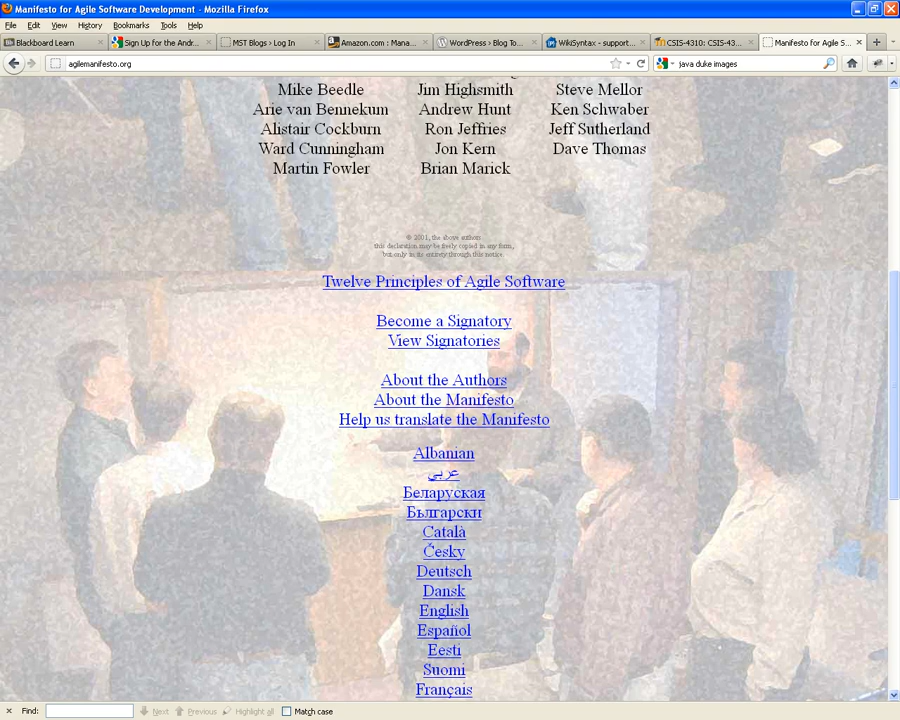 Manifesto for Agile Software Development - Mozilla Firefox
File Edit View History Bookmarks Tools Help
Blackboard Learn
Sign Up for the Andr...
MST Blogs › Log In
Amazon.com : Mana...
WordPress › Blog To...
WikiSyntax - support...
CSIS-4310: CSIS-43...
Manifesto for Agile S...
agilemanifesto.org
java duke images
Mike Beedle Jim Highsmith Steve Mellor
Arie van Bennekum Andrew Hunt Ken Schwaber
Alistair Cockburn Ron Jeffries Jeff Sutherland
Ward Cunningham Jon Kern Dave Thomas
Martin Fowler Brian Marick
© 2001, the above authors
this declaration may be freely copied in any form,
but only in its entirety through this notice.
Twelve Principles of Agile Software
Become a Signatory
View Signatories
About the Authors
About the Manifesto
Help us translate the Manifesto
Albanian
عربي
Беларуская
Български
Català
Česky
Deutsch
Dansk
English
Español
Eesti
Suomi
Français
Find: Next Previous Highlight all Match case